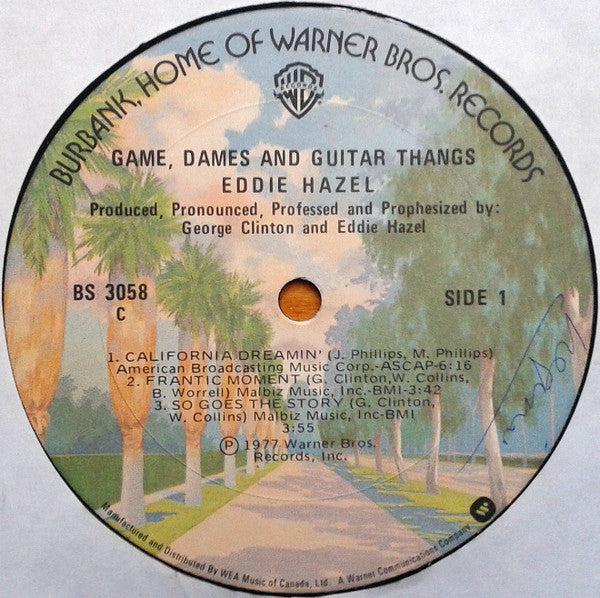 BURBANK, HOME OF WARNER BROS. RECORDS
WB
RECORDS
GAME, DAMES AND GUITAR THANGS
EDDIE HAZEL
Produced, Pronounced, Professed and Prophesized by:
George Clinton and Eddie Hazel
BS 3058
C
SIDE 1
1. CALIFORNIA DREAMIN' (J. Phillips, M. Phillips)
American Broadcasting Music Corp.-ASCAP-6:16
2. FRANTIC MOMENT (G. Clinton,W. Collins,
B. Worrell) Malbiz Music, Inc.-BMI-3:42
3. SO GOES THE STORY (G. Clinton,
W. Collins) Malbiz Music, Inc-BMI
3:55
Ⓟ 1977 Warner Bros.
Records, Inc.
Manufactured and Distributed By WEA Music of Canada, Ltd. A Warner Communications Company